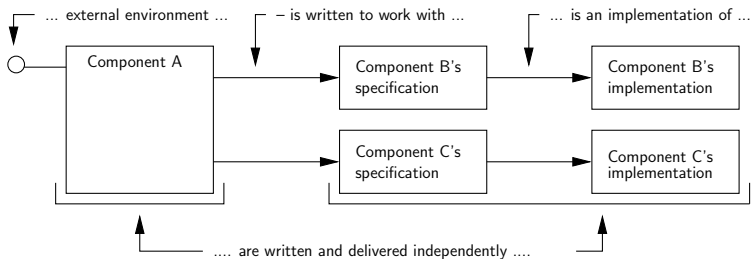 ... external environment ...
– is written to work with ...
... is an implementation of ...
Component A
Component B's
specification
Component B's
implementation
Component C's
specification
Component C's
implementation
.... are written and delivered independently ....